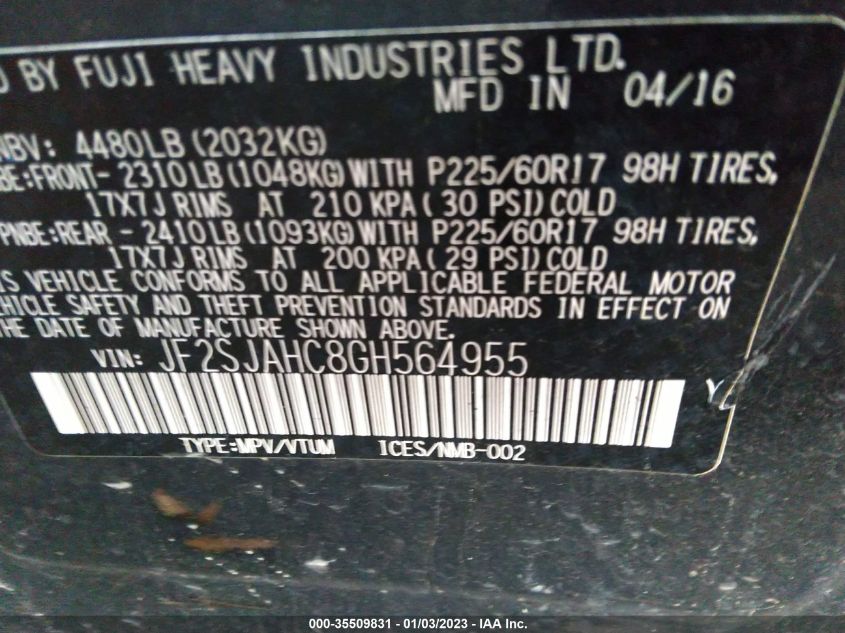 BY FUJI HEAVY INDUSTRIES LTD.
MFD IN 04/16
4480LB (2032KG)
FRONT- 2310LB (1048KG) WITH P225/60R17 98H TIRES,
17X7J RIMS AT 210 KPA ( 30 PSI) COLD
PNBE:REAR - 2410LB (1093KG) WITH P225/60R17 98H TIRES,
17X7J RIMS AT 200 KPA ( 29 PSI) COLD
VEHICLE CONFORMS TO ALL APPLICABLE FEDERAL MOTOR
SAFETY AND THEFT PREVENTION STANDARDS IN EFFECT ON
DATE OF MANUFACTURE SHOWN ABOVE.
VIN: JF2SJAHC8GH564955
TYPE:MPV/VTUM ICES/NMB-002
000-35509831 - 01/03/2023 - IAA Inc.